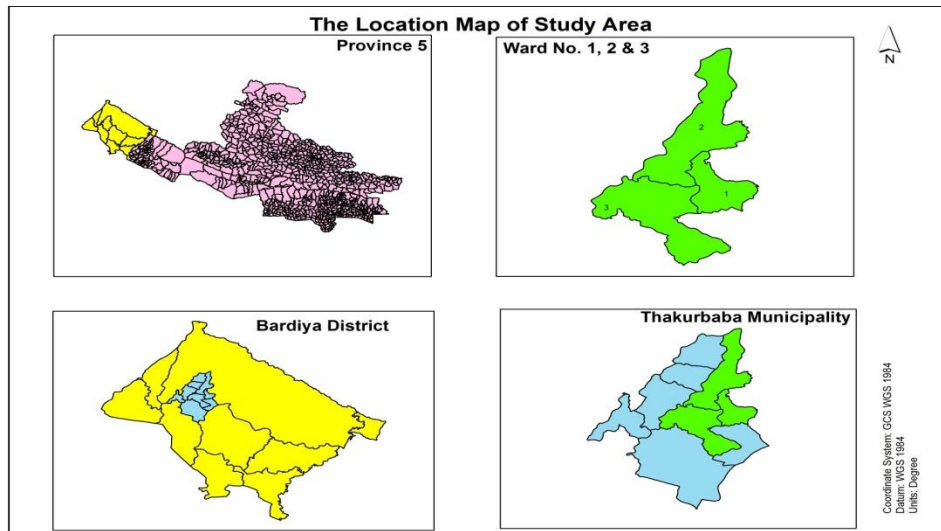 The Location Map of Study Area
Province 5
Ward No. 1, 2 & 3
N
2
1
3
Bardiya District
Thakurbaba Municipality
Coordinate System: GCS WGS 1984
Datum: WGS 1984
Units: Degree